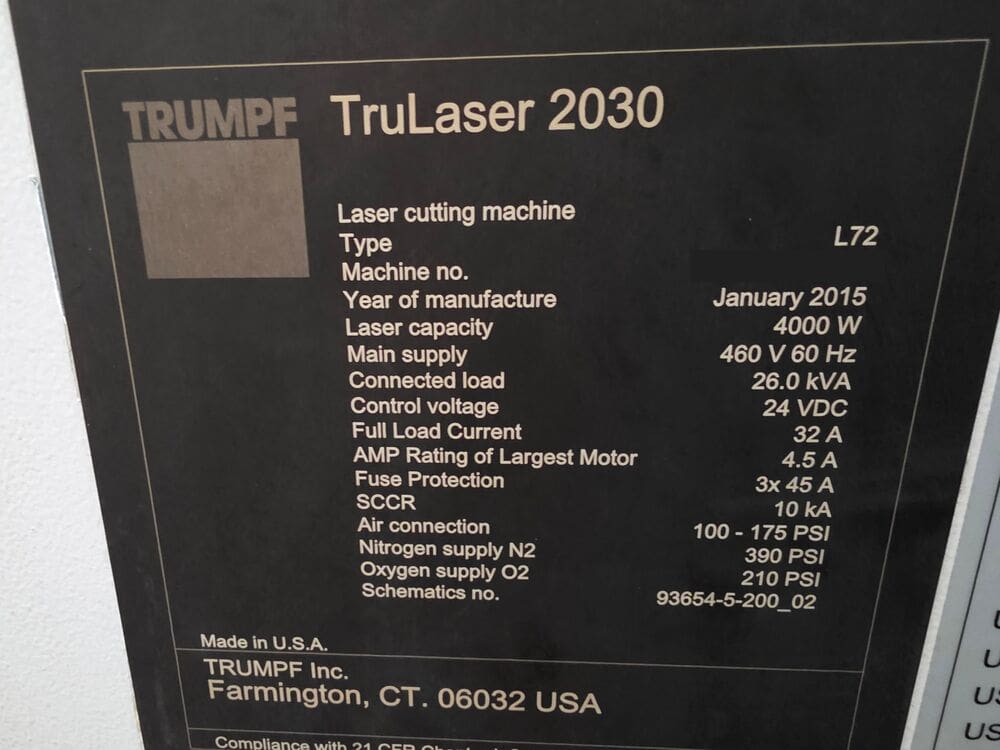 TRUMPF
TruLaser 2030
Laser cutting machine
Type L72
Machine no.
Year of manufacture January 2015
Laser capacity 4000 W
Main supply 460 V 60 Hz
Connected load 26.0 kVA
Control voltage 24 VDC
Full Load Current 32 A
AMP Rating of Largest Motor 4.5 A
Fuse Protection 3x 45 A
SCCR 10 kA
Air connection 100 - 175 PSI
Nitrogen supply N2 390 PSI
Oxygen supply O2 210 PSI
Schematics no. 93654-5-200_02
Made in U.S.A.
TRUMPF Inc.
Farmington, CT. 06032 USA
Compliance with 21 CFR